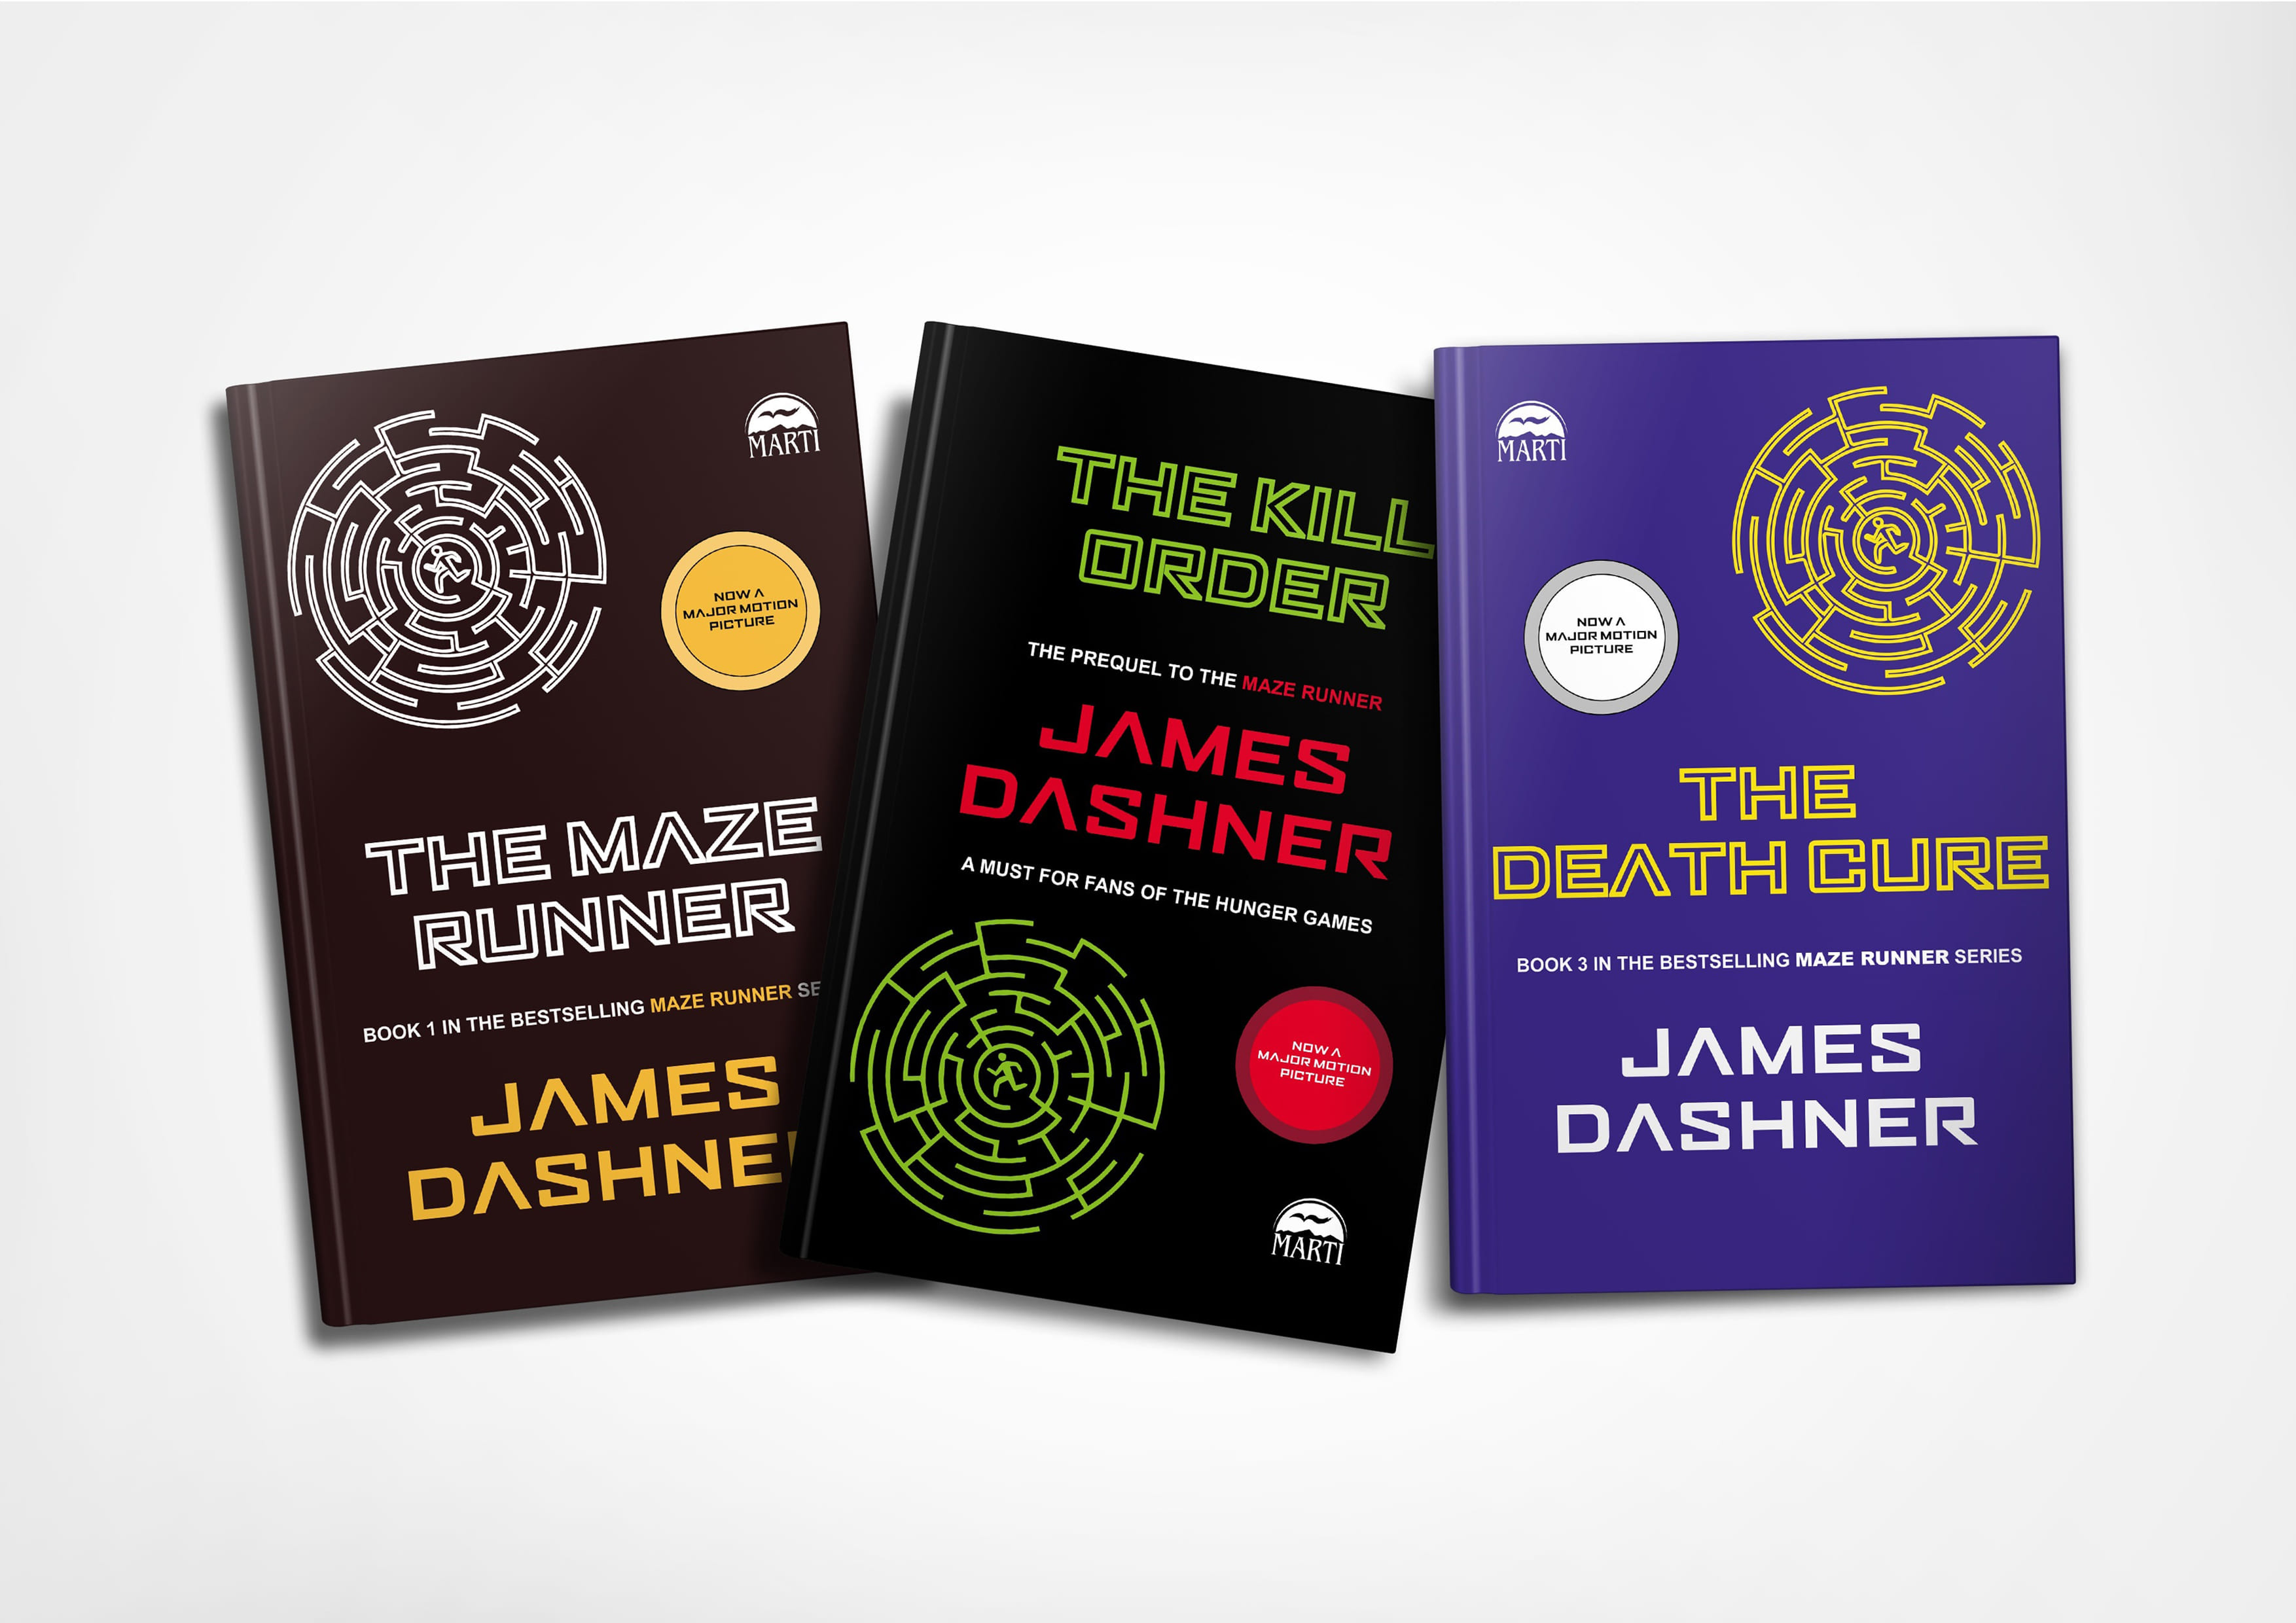 MARTI
NOW A
MAJOR MOTION
PICTURE
THE MAZE
RUNNER
BOOK 1 IN THE BESTSELLING MAZE RUNNER SE
JAMES
DASHNE
THE KILL
ORDER
THE PREQUEL TO THE MAZE RUNNER
JAMES
DASHNER
A MUST FOR FANS OF THE HUNGER GAMES
NOW A
MAJOR MOTION
PICTURE
MARTI
MARTI
NOW A
MAJOR MOTION
PICTURE
THE
DEATH CURE
BOOK 3 IN THE BESTSELLING MAZE RUNNER SERIES
JAMES
DASHNER